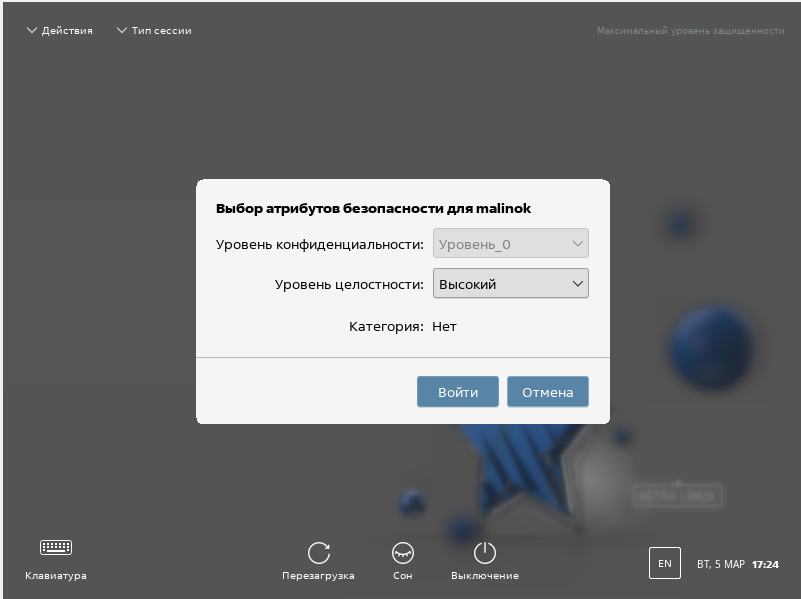 Действия Тип сессии Максимальный уровень защищенности
Выбор атрибутов безопасности для malinok
Уровень конфиденциальности: Уровень_0
Уровень целостности: Высокий
Категория: Нет
Войти Отмена
ASTRA LINUX
Клавиатура Перезагрузка Сон Выключение EN ВТ, 5 МАР 17:24